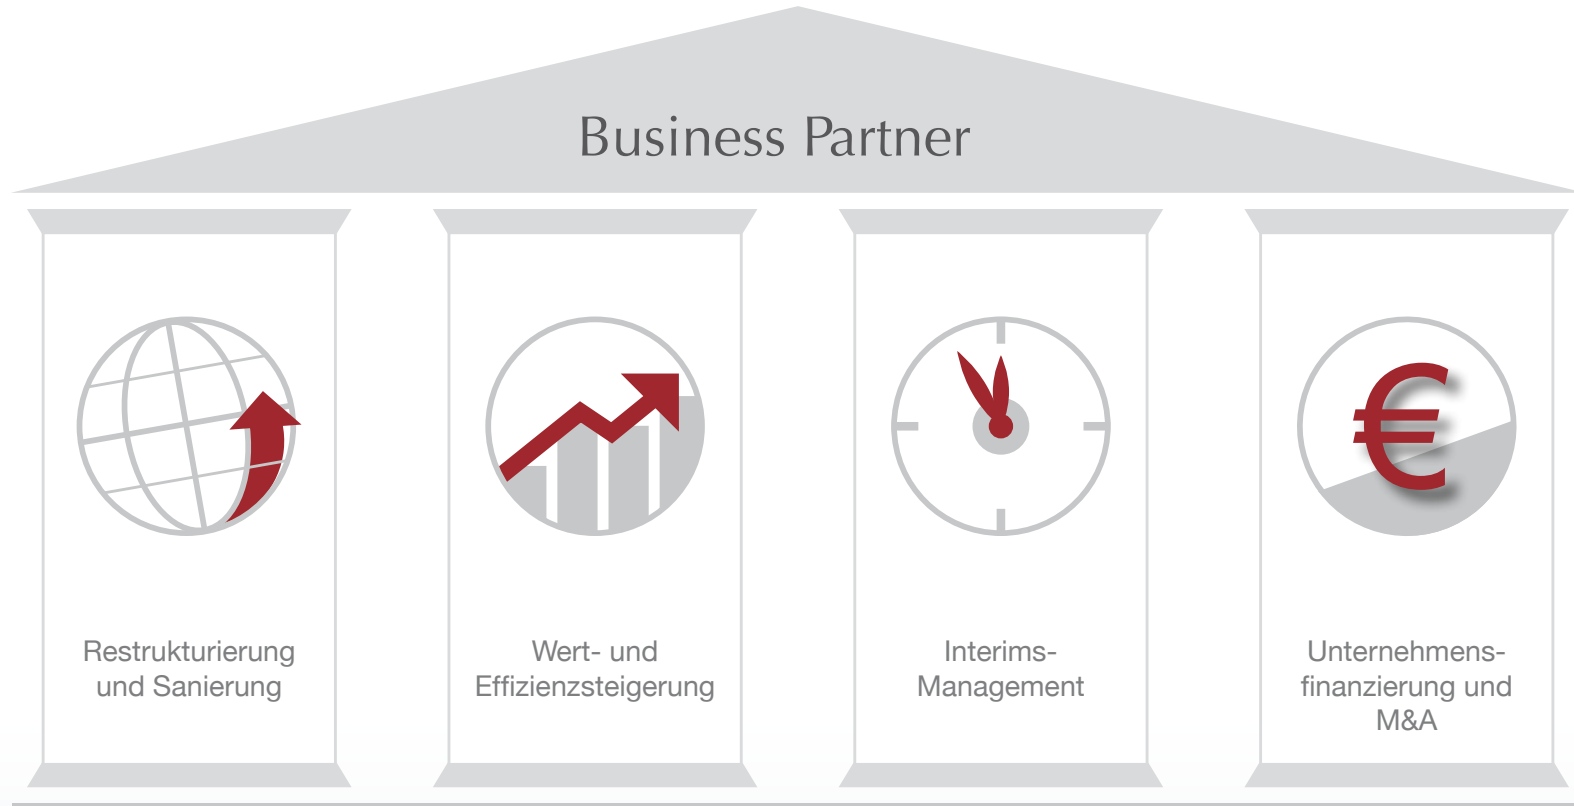 Business Partner
Restrukturierung
und Sanierung
Wert- und
Effizienzsteigerung
Interims-
Management
Unternehmens-
finanzierung und
M&A